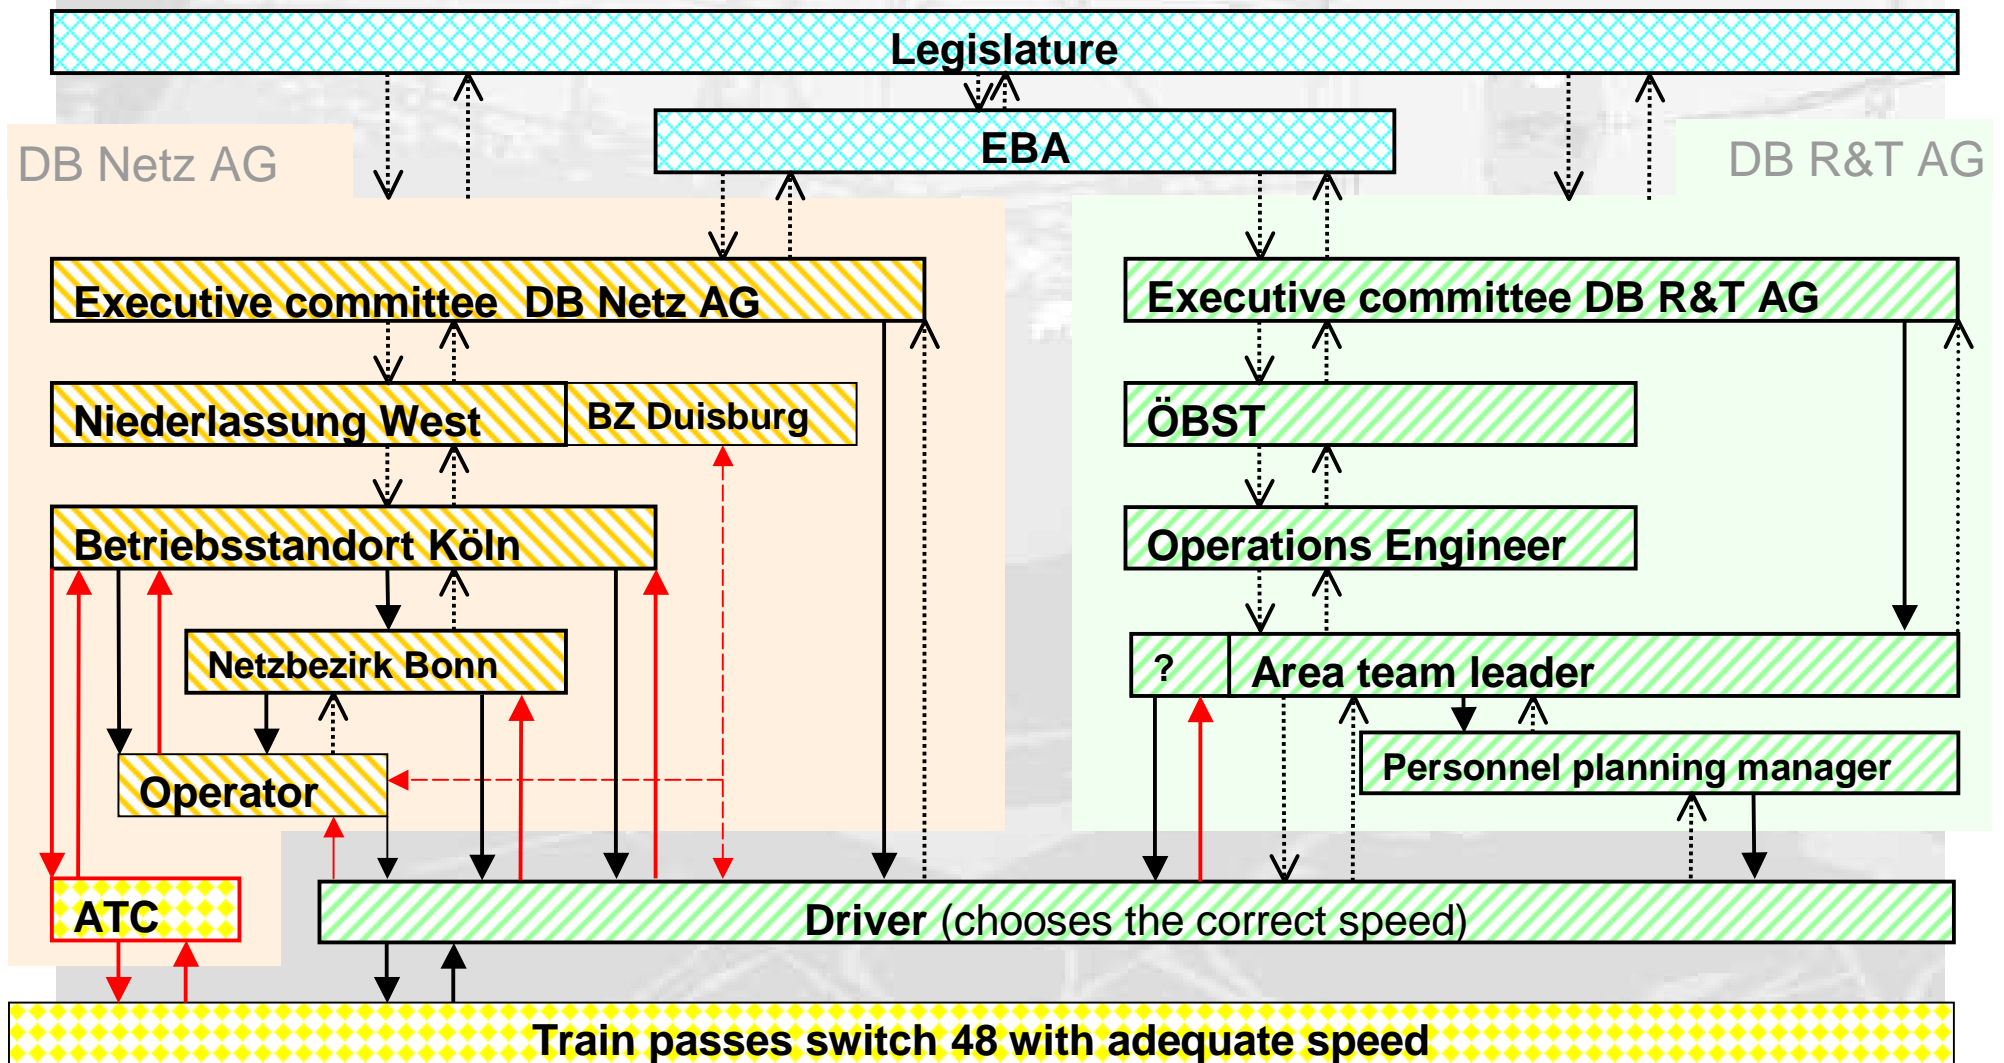 Legislature
EBA
DB Netz AG
DB R&T AG
Executive committee DB Netz AG
Executive committee DB R&T AG
Niederlassung West
BZ Duisburg
ÖBST
Betriebsstandort Köln
Operations Engineer
Netzbezirk Bonn
?
Area team leader
Operator
Personnel planning manager
ATC
Driver (chooses the correct speed)
Train passes switch 48 with adequate speed